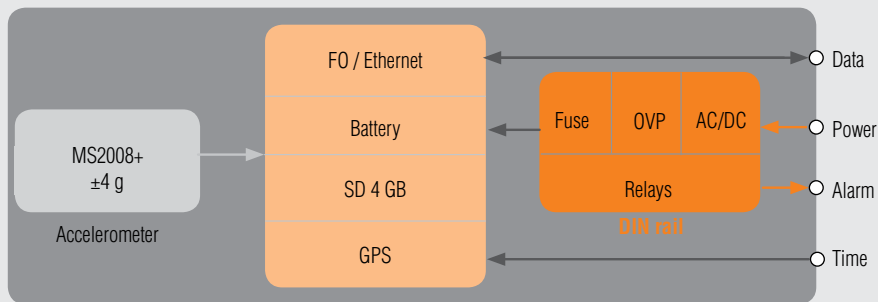 MS2008+
±4 g
Accelerometer
FO / Ethernet
Battery
SD 4 GB
GPS
Fuse
OVP
AC/DC
Relays
DIN rail
Data
Power
Alarm
Time